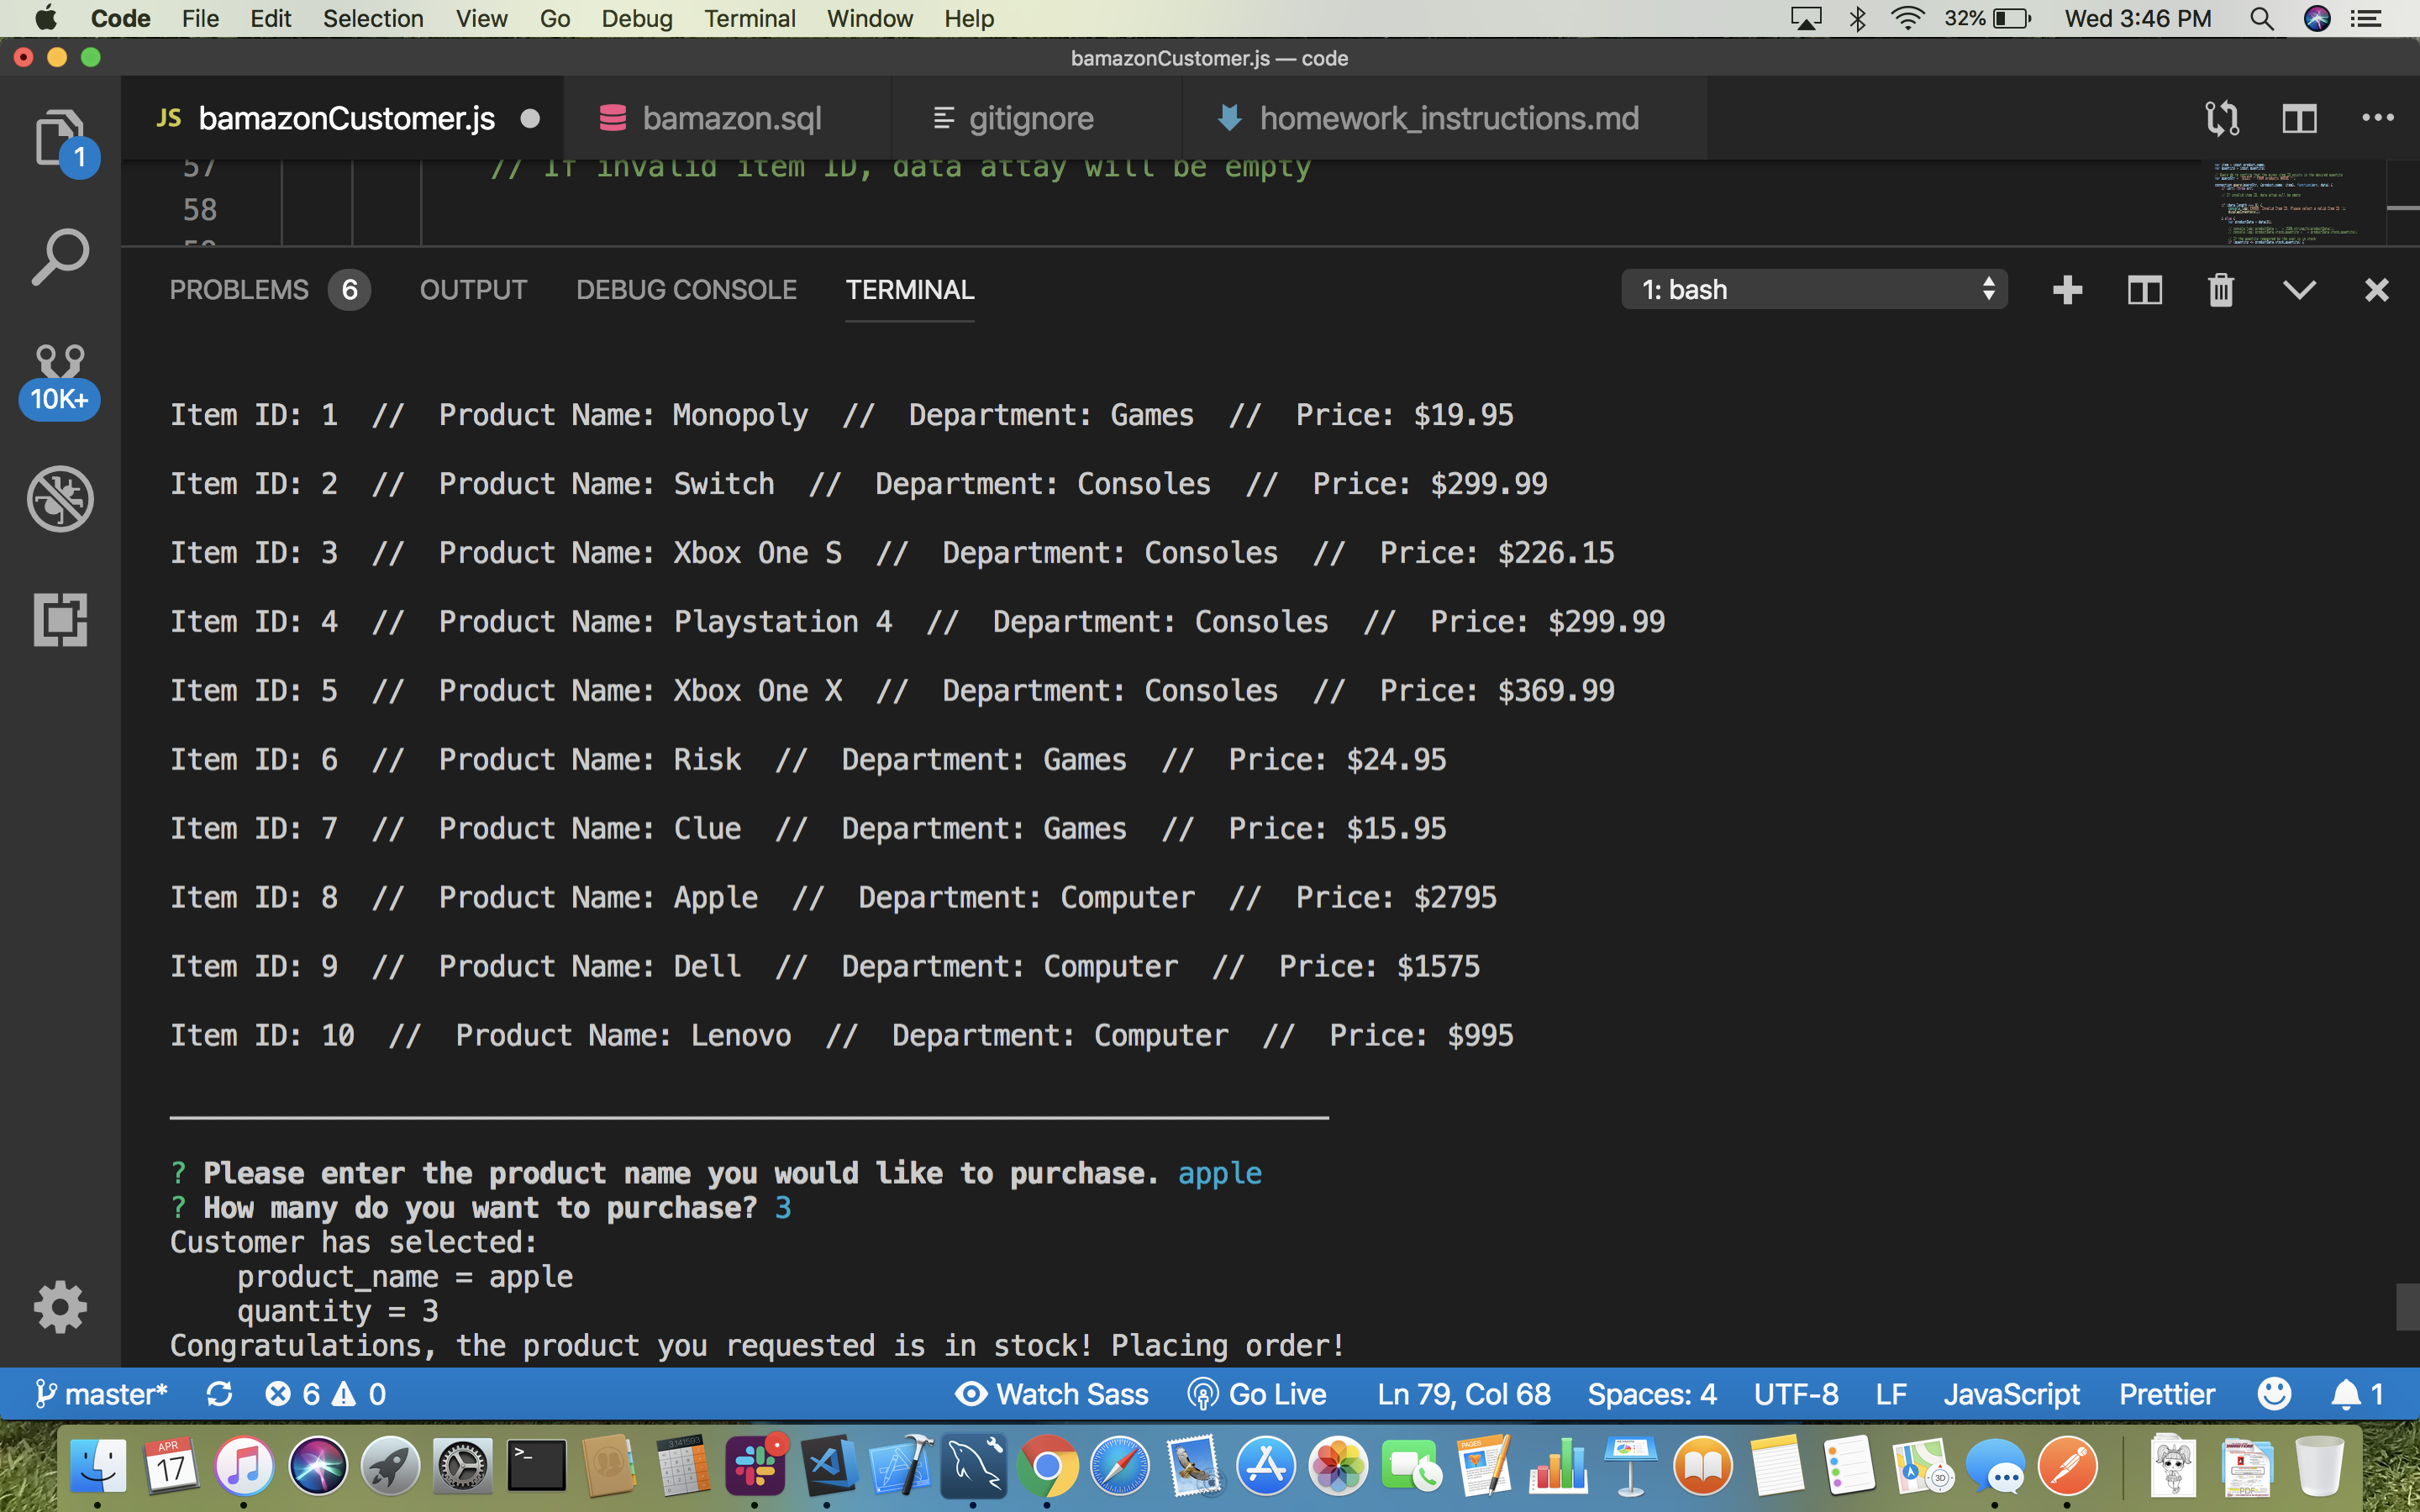 Code File Edit Selection View Go Debug Terminal Window Help 32% Wed 3:46 PM
bamazonCustomer.js — code
JS bamazonCustomer.js bamazon.sql gitignore homework_instructions.md
57 // If invalid item ID, data attay will be empty
58
1
10K+
PROBLEMS 6 OUTPUT DEBUG CONSOLE TERMINAL 1: bash
Item ID: 1 // Product Name: Monopoly // Department: Games // Price: $19.95
Item ID: 2 // Product Name: Switch // Department: Consoles // Price: $299.99
Item ID: 3 // Product Name: Xbox One S // Department: Consoles // Price: $226.15
Item ID: 4 // Product Name: Playstation 4 // Department: Consoles // Price: $299.99
Item ID: 5 // Product Name: Xbox One X // Department: Consoles // Price: $369.99
Item ID: 6 // Product Name: Risk // Department: Games // Price: $24.95
Item ID: 7 // Product Name: Clue // Department: Games // Price: $15.95
Item ID: 8 // Product Name: Apple // Department: Computer // Price: $2795
Item ID: 9 // Product Name: Dell // Department: Computer // Price: $1575
Item ID: 10 // Product Name: Lenovo // Department: Computer // Price: $995
? Please enter the product name you would like to purchase. apple
? How many do you want to purchase? 3
Customer has selected:
product_name = apple
quantity = 3
Congratulations, the product you requested is in stock! Placing order!
master* 6 0 Watch Sass Go Live Ln 79, Col 68 Spaces: 4 UTF-8 LF JavaScript Prettier 1
APR
17
PAGES
3D
PDF